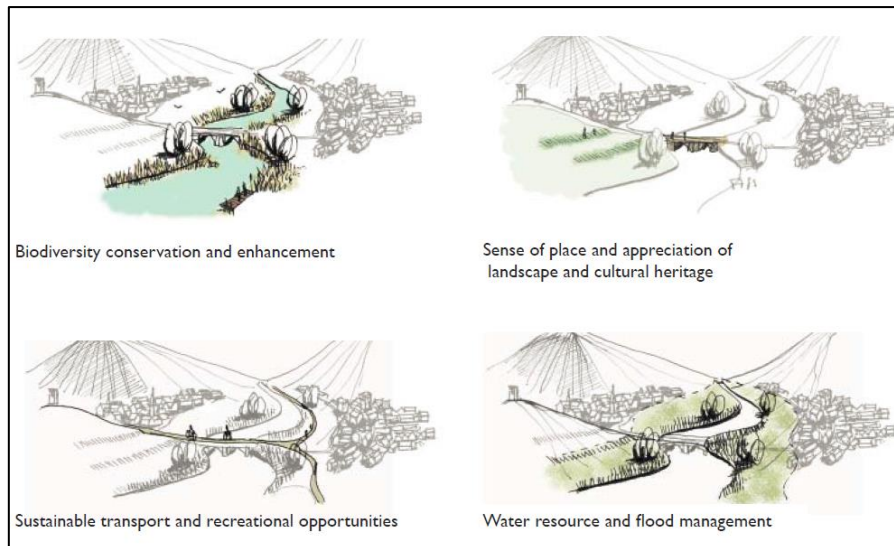 Biodiversity conservation and enhancement
Sense of place and appreciation of
landscape and cultural heritage
Sustainable transport and recreational opportunities
Water resource and flood management